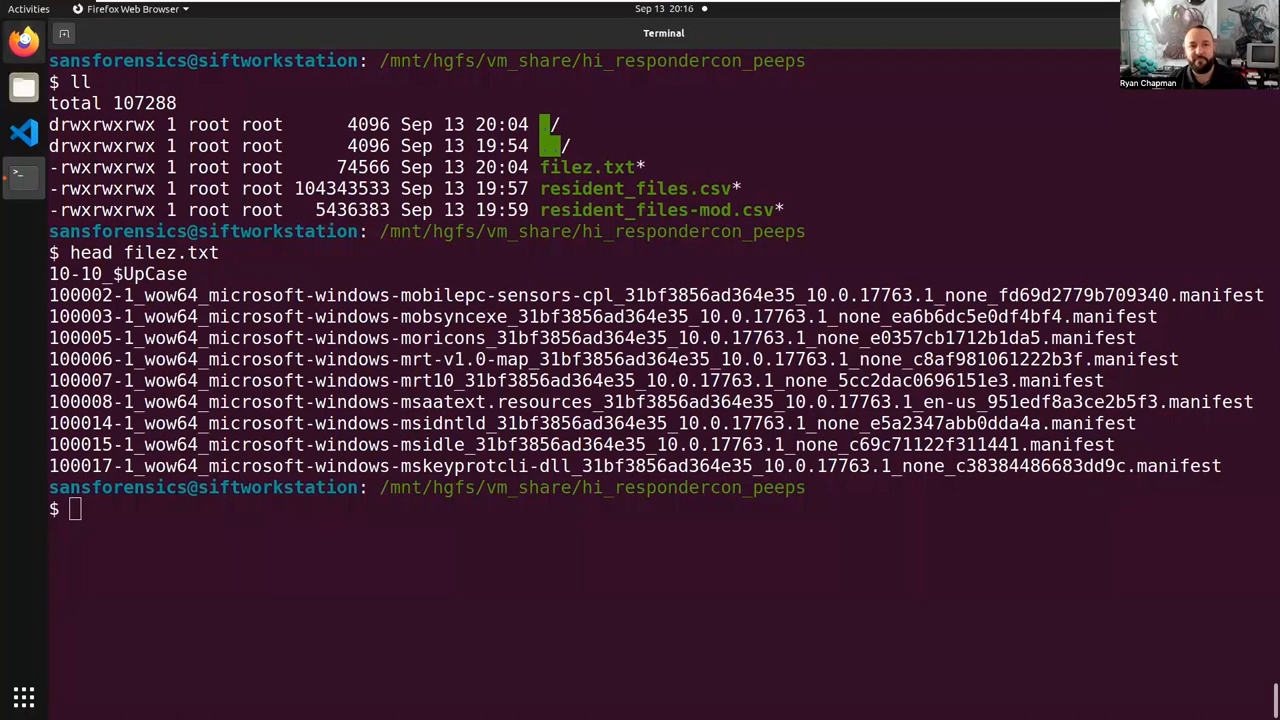 Activities
Firefox Web Browser
Sep 13 20:16
Terminal
Ryan Chapman
sansforensics@siftworkstation: /mnt/hgfs/vm_share/hi_respondercon_peeps
$ ll
total 107288
drwxrwxrwx 1 root root      4096 Sep 13 20:04 ./
drwxrwxrwx 1 root root      4096 Sep 13 19:54 ../
-rwxrwxrwx 1 root root     74566 Sep 13 20:04 filez.txt*
-rwxrwxrwx 1 root root 104343533 Sep 13 19:57 resident_files.csv*
-rwxrwxrwx 1 root root   5436383 Sep 13 19:59 resident_files-mod.csv*
sansforensics@siftworkstation: /mnt/hgfs/vm_share/hi_respondercon_peeps
$ head filez.txt
10-10_$UpCase
100002-1_wow64_microsoft-windows-mobilepc-sensors-cpl_31bf3856ad364e35_10.0.17763.1_none_fd69d2779b709340.manifest
100003-1_wow64_microsoft-windows-mobsyncexe_31bf3856ad364e35_10.0.17763.1_none_ea6b6dc5e0df4bf4.manifest
100005-1_wow64_microsoft-windows-moricons_31bf3856ad364e35_10.0.17763.1_none_e0357cb1712b1da5.manifest
100006-1_wow64_microsoft-windows-mrt-v1.0-map_31bf3856ad364e35_10.0.17763.1_none_c8af981061222b3f.manifest
100007-1_wow64_microsoft-windows-mrt10_31bf3856ad364e35_10.0.17763.1_none_5cc2dac0696151e3.manifest
100008-1_wow64_microsoft-windows-msaatext.resources_31bf3856ad364e35_10.0.17763.1_en-us_951edf8a3ce2b5f3.manifest
100014-1_wow64_microsoft-windows-msidntld_31bf3856ad364e35_10.0.17763.1_none_e5a2347abb0dda4a.manifest
100015-1_wow64_microsoft-windows-msidle_31bf3856ad364e35_10.0.17763.1_none_c69c71122f311441.manifest
100017-1_wow64_microsoft-windows-mskeyprotcli-dll_31bf3856ad364e35_10.0.17763.1_none_c38384486683dd9c.manifest
sansforensics@siftworkstation: /mnt/hgfs/vm_share/hi_respondercon_peeps
$